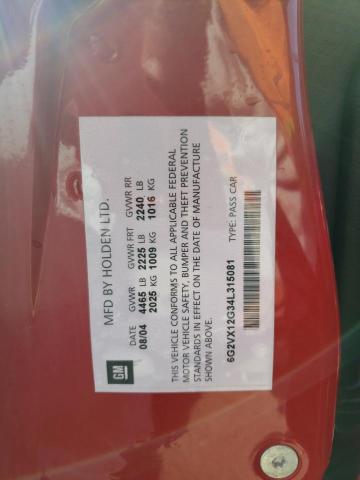 MFD BY HOLDEN LTD.
DATE GVWR GVWR FRT GVWR RR
08/04 4465 LB 2225 LB 2240 LB
2025 KG 1009 KG 1016 KG
THIS VEHICLE CONFORMS TO ALL APPLICABLE FEDERAL
MOTOR VEHICLE SAFETY, BUMPER AND THEFT PREVENTION
STANDARDS IN EFFECT ON THE DATE OF MANUFACTURE
SHOWN ABOVE.
6G2VX12G34L315081 TYPE: PASS CAR
GM